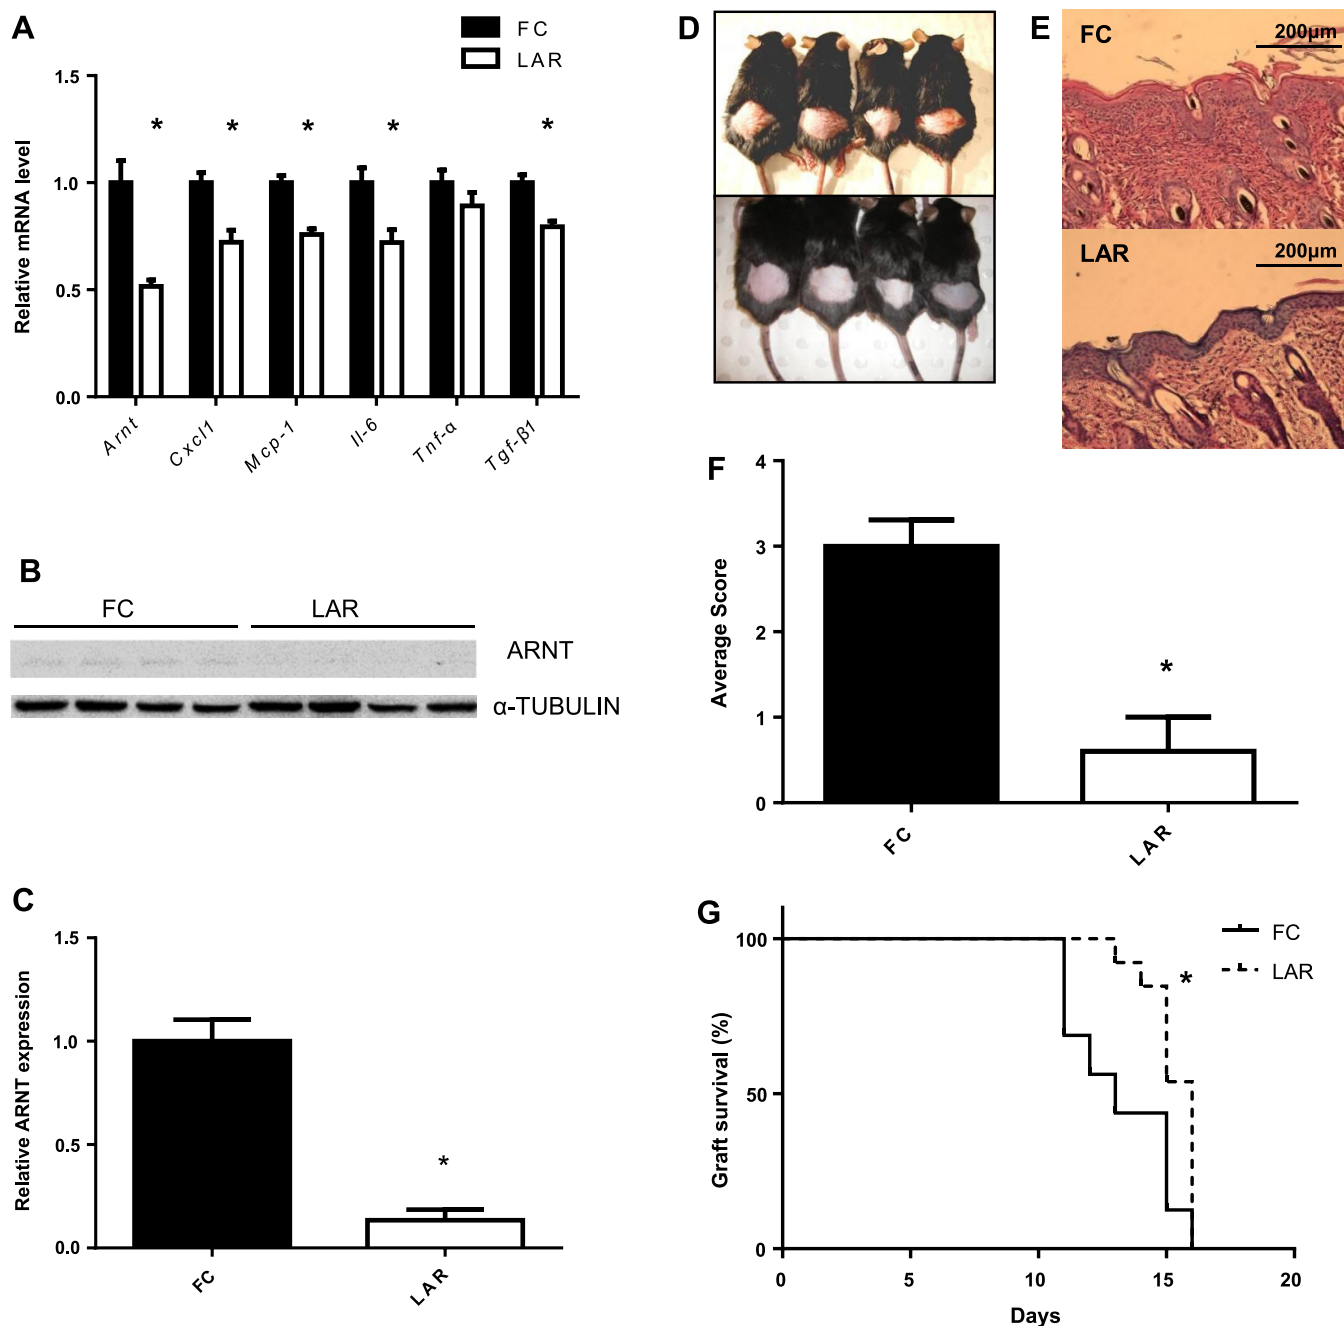 A
FC
LAR
Relative mRNA level
1.5
1.0
0.5
0.0
* * * * *
Arnt
Cxcl1
Mcp-1
Il-6
Tnf-α
Tgf-β1
B
FC LAR
ARNT
α-TUBULIN
C
Relative ARNT expression
1.5
1.0
0.5
0.0
*
FC
LAR
D
E
FC
200µm
LAR
200µm
F
Average Score
4
3
2
1
0
*
FC
LAR
G
FC
LAR
*
Graft survival (%)
100
50
0
0 5 10 15 20
Days